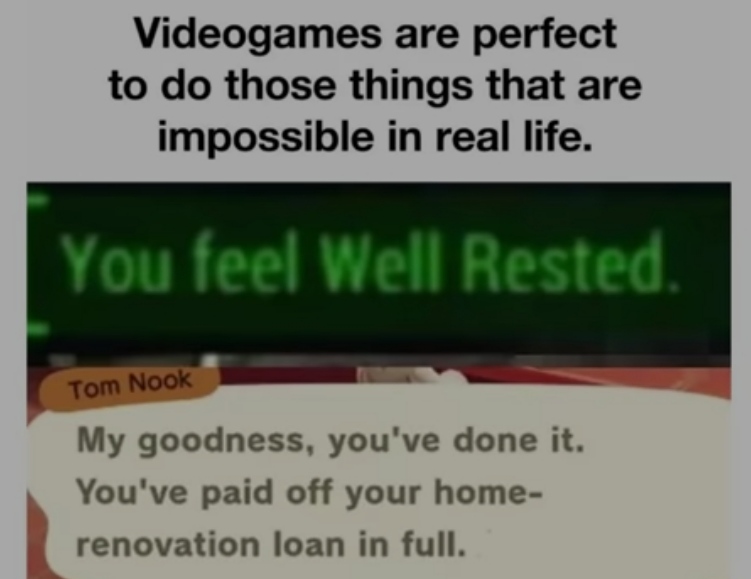 Videogames are perfect
to do those things that are
impossible in real life.
You feel Well Rested.
Tom Nook
My goodness, you've done it.
You've paid off your home-
renovation loan in full.